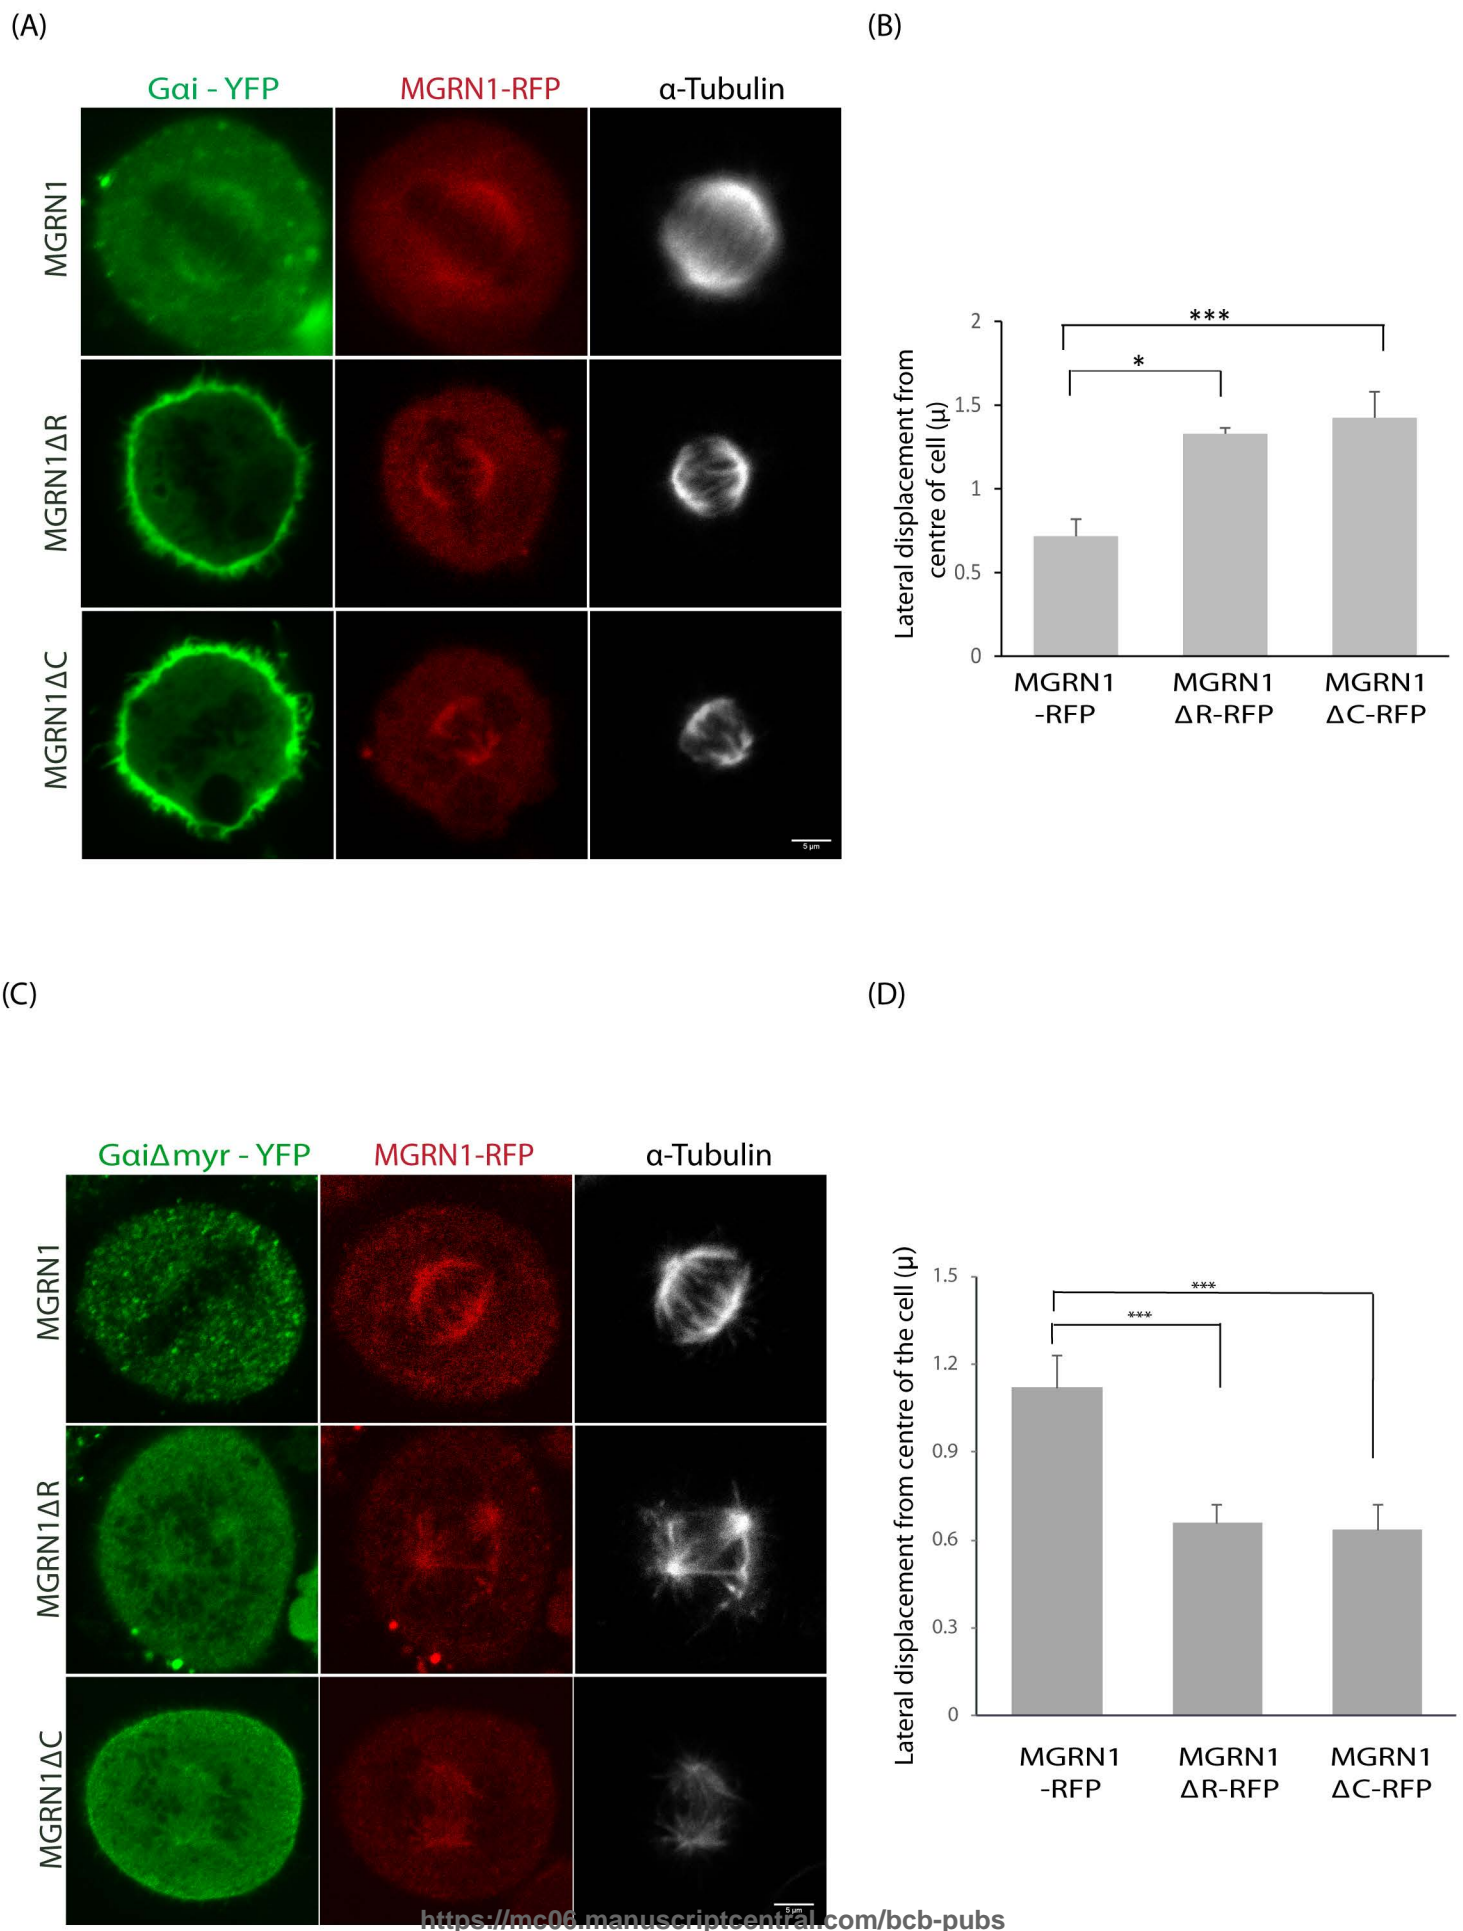 (A)
Gαi - YFP
MGRN1-RFP
α-Tubulin
MGRN1
MGRN1ΔR
MGRN1ΔC
5 µm
(B)
Lateral displacement from
centre of cell (µ)
2
1.5
1
0.5
0
***
*
MGRN1
-RFP
MGRN1
ΔR-RFP
MGRN1
ΔC-RFP
(C)
GαiΔmyr - YFP
MGRN1-RFP
α-Tubulin
MGRN1
MGRN1ΔR
MGRN1ΔC
5 µm
(D)
Lateral displacement from centre of the cell (µ)
1.5
1.2
0.9
0.6
0.3
0
***
***
MGRN1
-RFP
MGRN1
ΔR-RFP
MGRN1
ΔC-RFP
https://mc06.manuscriptcentral.com/bcb-pubs